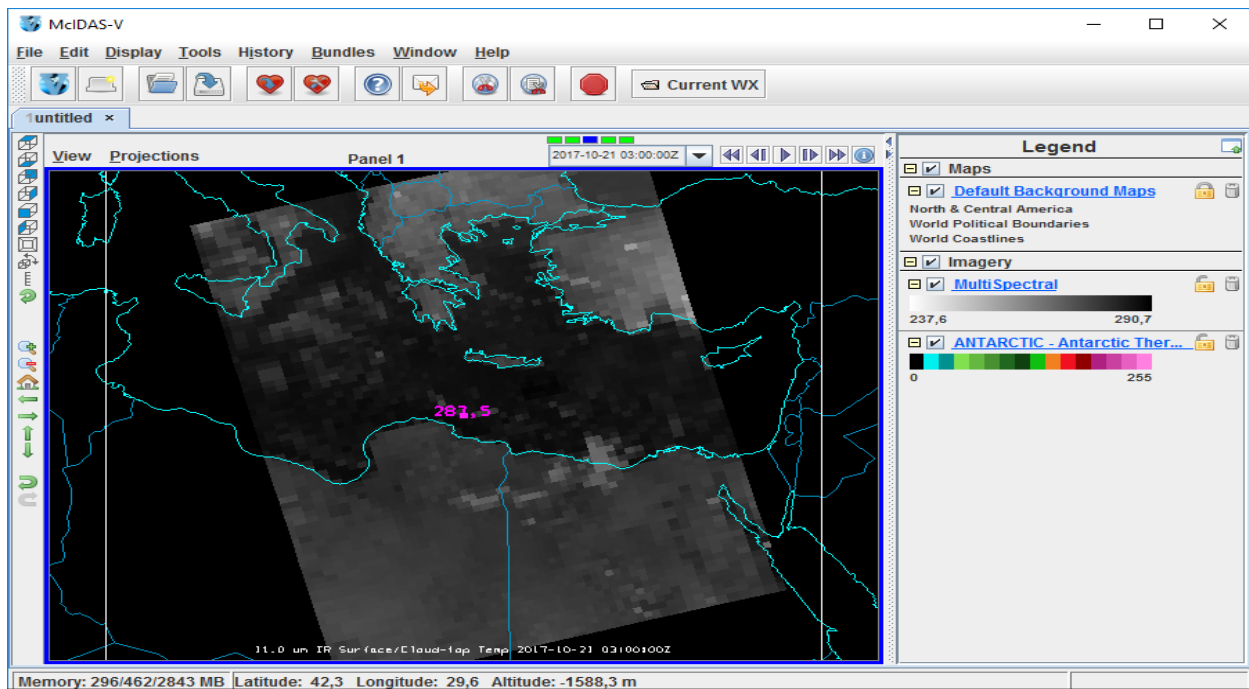 McIDAS-V
File Edit Display Tools History Bundles Window Help
Current WX
1untitled ×
View Projections
Panel 1
2017-10-21 03:00:00Z
Legend
Maps
Default Background Maps
North & Central America
World Political Boundaries
World Coastlines
Imagery
MultiSpectral
237,6 290,7
ANTARCTIC - Antarctic Ther...
0 255
11.0 um IR Surface/Cloud-top Temp 2017-10-21 03:00:00Z
Memory: 296/462/2843 MB Latitude: 42,3 Longitude: 29,6 Altitude: -1588,3 m